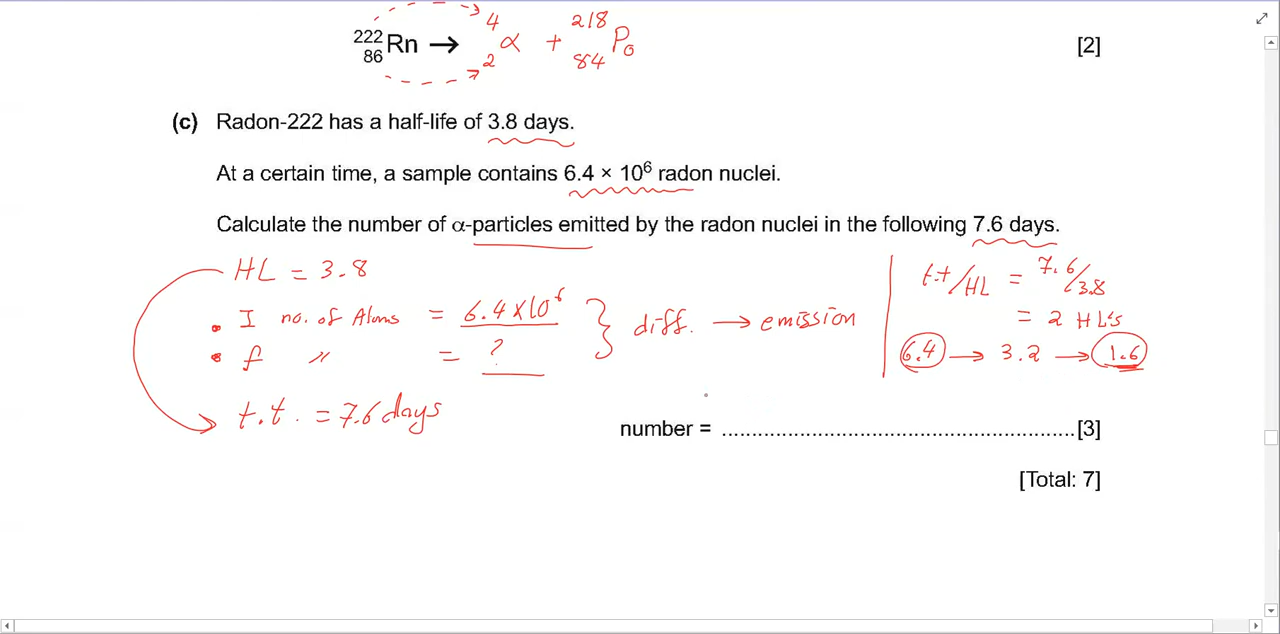 ²²²₈₆Rn → ⁴₂α + ²¹⁸₈₄Po [2]
(c) Radon-222 has a half-life of 3.8 days.
At a certain time, a sample contains 6.4 × 10⁶ radon nuclei.
Calculate the number of α-particles emitted by the radon nuclei in the following 7.6 days.
HL = 3.8
• I no. of Atoms = 6.4×10⁶
• f " = ?
} diff. → emission
t.t. = 7.6 days
t.t/HL = 7.6/3.8
= 2 HL's
6.4 → 3.2 → 1.6
number = ............................................................[3]
[Total: 7]